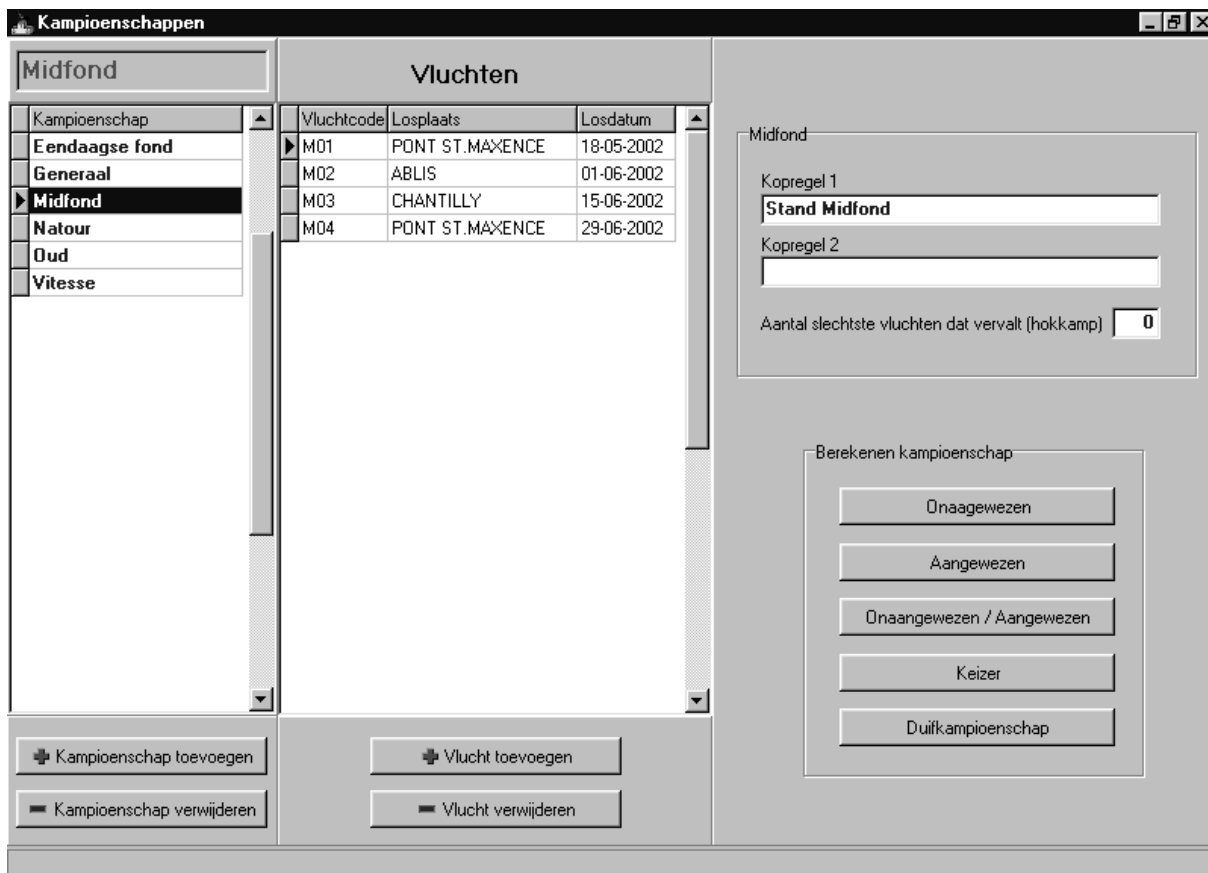 Kampioenschappen
Midfond
Vluchten
Kampioenschap
Eendaagse fond
Generaal
Midfond
Natour
Oud
Vitesse
Vluchtcode Losplaats Losdatum
M01 PONT ST.MAXENCE 18-05-2002
M02 ABLIS 01-06-2002
M03 CHANTILLY 15-06-2002
M04 PONT ST.MAXENCE 29-06-2002
Midfond
Kopregel 1
Stand Midfond
Kopregel 2
Aantal slechtste vluchten dat vervalt (hokkamp) 0
Berekenen kampioenschap
Onaagewezen
Aangewezen
Onaangewezen / Aangewezen
Keizer
Duifkampioenschap
Kampioenschap toevoegen
Kampioenschap verwijderen
Vlucht toevoegen
Vlucht verwijderen